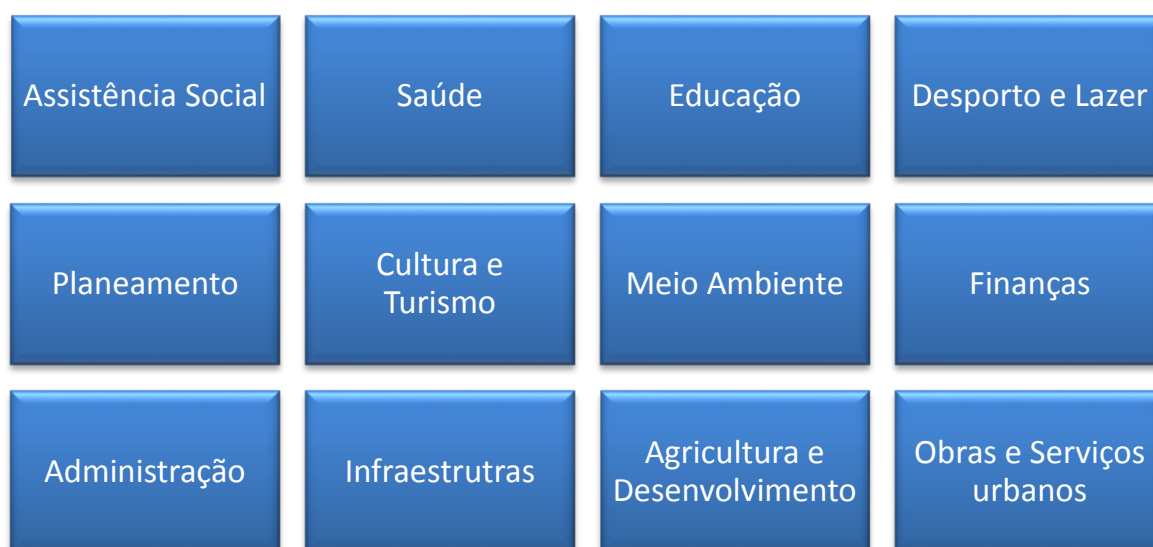 Assistência Social
Saúde
Educação
Desporto e Lazer
Planeamento
Cultura e
Turismo
Meio Ambiente
Finanças
Administração
Infraestrutras
Agricultura e
Desenvolvimento
Obras e Serviços
urbanos